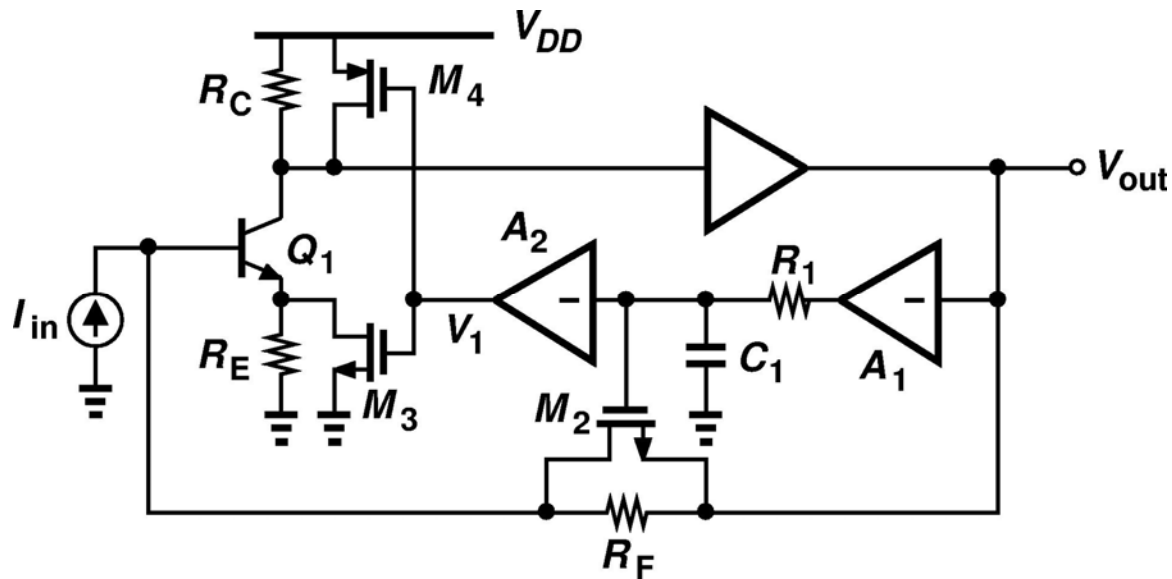 V_DD
R_C
M_4
V_out
A_2
Q_1
R_1
I_in
V_1
R_E
C_1
A_1
M_3
M_2
R_F